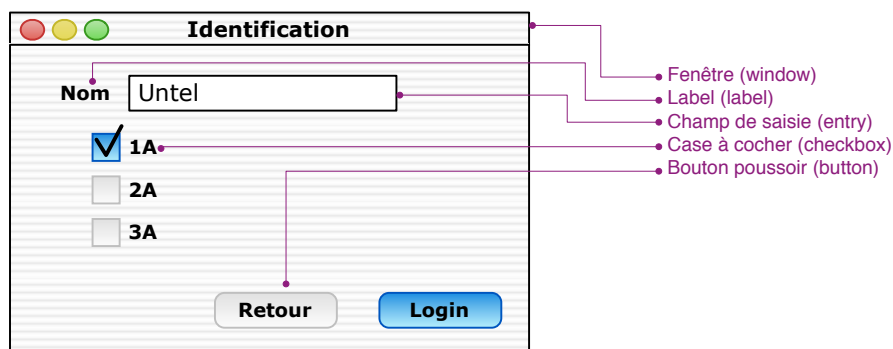 Identification
Nom
Untel
1A
2A
3A
Retour
Login
Fenêtre (window)
Label (label)
Champ de saisie (entry)
Case à cocher (checkbox)
Bouton poussoir (button)